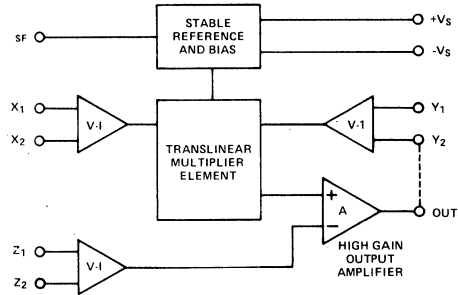 STABLE
REFERENCE
AND BIAS
+VS
-VS
SF
X1
X2
V-I
TRANSLINEAR
MULTIPLIER
ELEMENT
V-1
Y1
Y2
+
A
−
OUT
HIGH GAIN
OUTPUT
AMPLIFIER
Z1
Z2
V-I